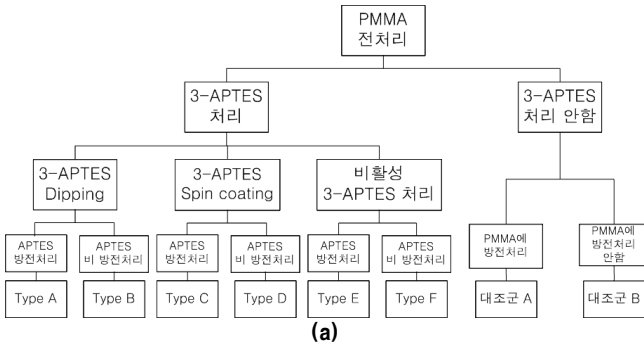 PMMA
전처리
3-APTES
처리
3-APTES
처리 안함
3-APTES
Dipping
3-APTES
Spin coating
비활성
3-APTES 처리
APTES
방전처리
APTES
비 방전처리
APTES
방전처리
APTES
비 방전처리
APTES
방전처리
APTES
비 방전처리
PMMA에
방전처리
PMMA에
방전처리
안함
Type A
Type B
Type C
Type D
Type E
Type F
대조군 A
대조군 B
(a)